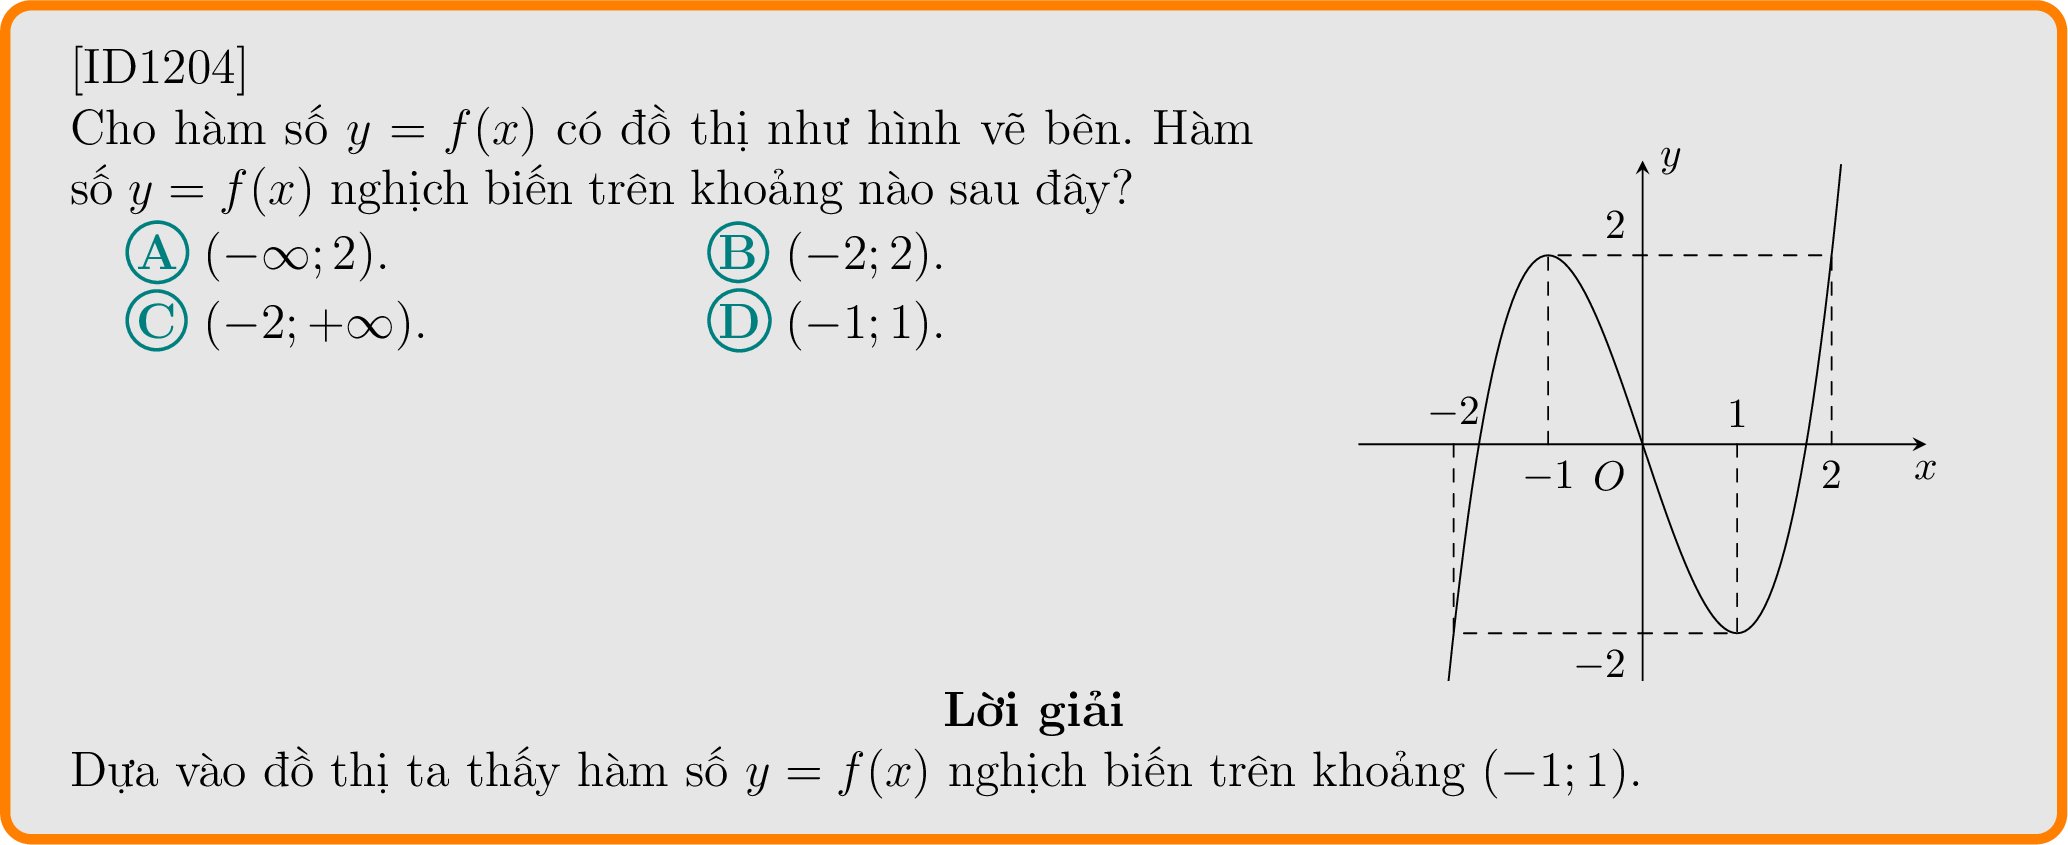 [ID1204]
Cho hàm số y = f(x) có đồ thị như hình vẽ bên. Hàm
số y = f(x) nghịch biến trên khoảng nào sau đây?
A (−∞; 2). B (−2; 2).
C (−2; +∞). D (−1; 1).
y
2
−2 1
−1 O 2 x
−2
Lời giải
Dựa vào đồ thị ta thấy hàm số y = f(x) nghịch biến trên khoảng (−1; 1).